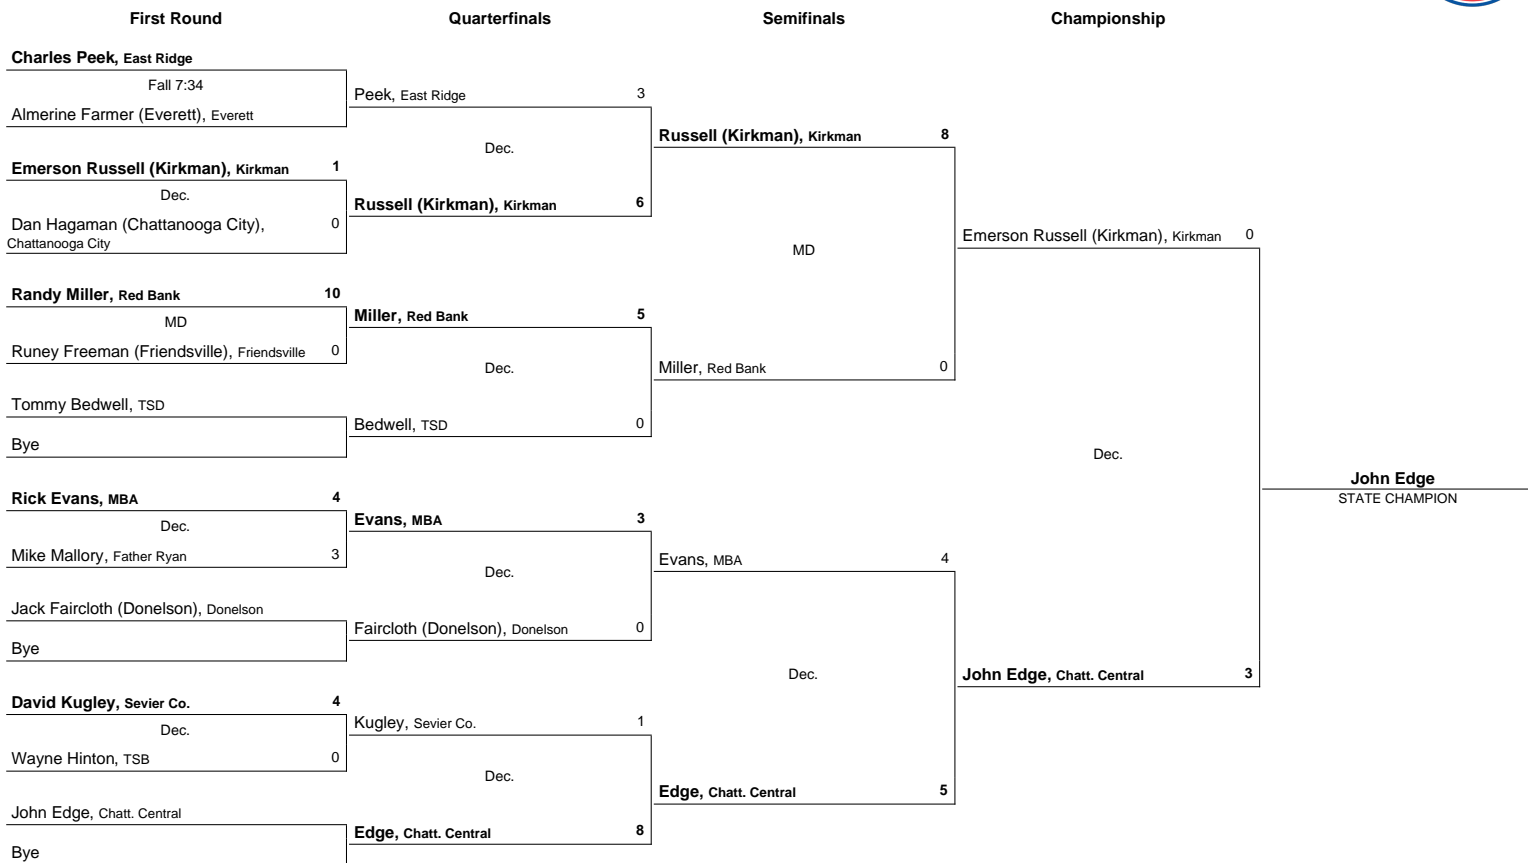 First Round
Quarterfinals
Semifinals
Championship
Charles Peek, East Ridge
Fall 7:34
Almerine Farmer (Everett), Everett
Emerson Russell (Kirkman), Kirkman 1
Dec.
Dan Hagaman (Chattanooga City), 0
Chattanooga City
Randy Miller, Red Bank 10
MD
Runey Freeman (Friendsville), Friendsville 0
Tommy Bedwell, TSD
Bye
Rick Evans, MBA 4
Dec.
Mike Mallory, Father Ryan 3
Jack Faircloth (Donelson), Donelson
Bye
David Kugley, Sevier Co. 4
Dec.
Wayne Hinton, TSB 0
John Edge, Chatt. Central
Bye
Peek, East Ridge 3
Dec.
Russell (Kirkman), Kirkman 6
Miller, Red Bank 5
Dec.
Bedwell, TSD 0
Evans, MBA 3
Dec.
Faircloth (Donelson), Donelson 0
Kugley, Sevier Co. 1
Dec.
Edge, Chatt. Central 8
Russell (Kirkman), Kirkman 8
MD
Miller, Red Bank 0
Evans, MBA 4
Dec.
Edge, Chatt. Central 5
Emerson Russell (Kirkman), Kirkman 0
Dec.
John Edge, Chatt. Central 3
John Edge
STATE CHAMPION